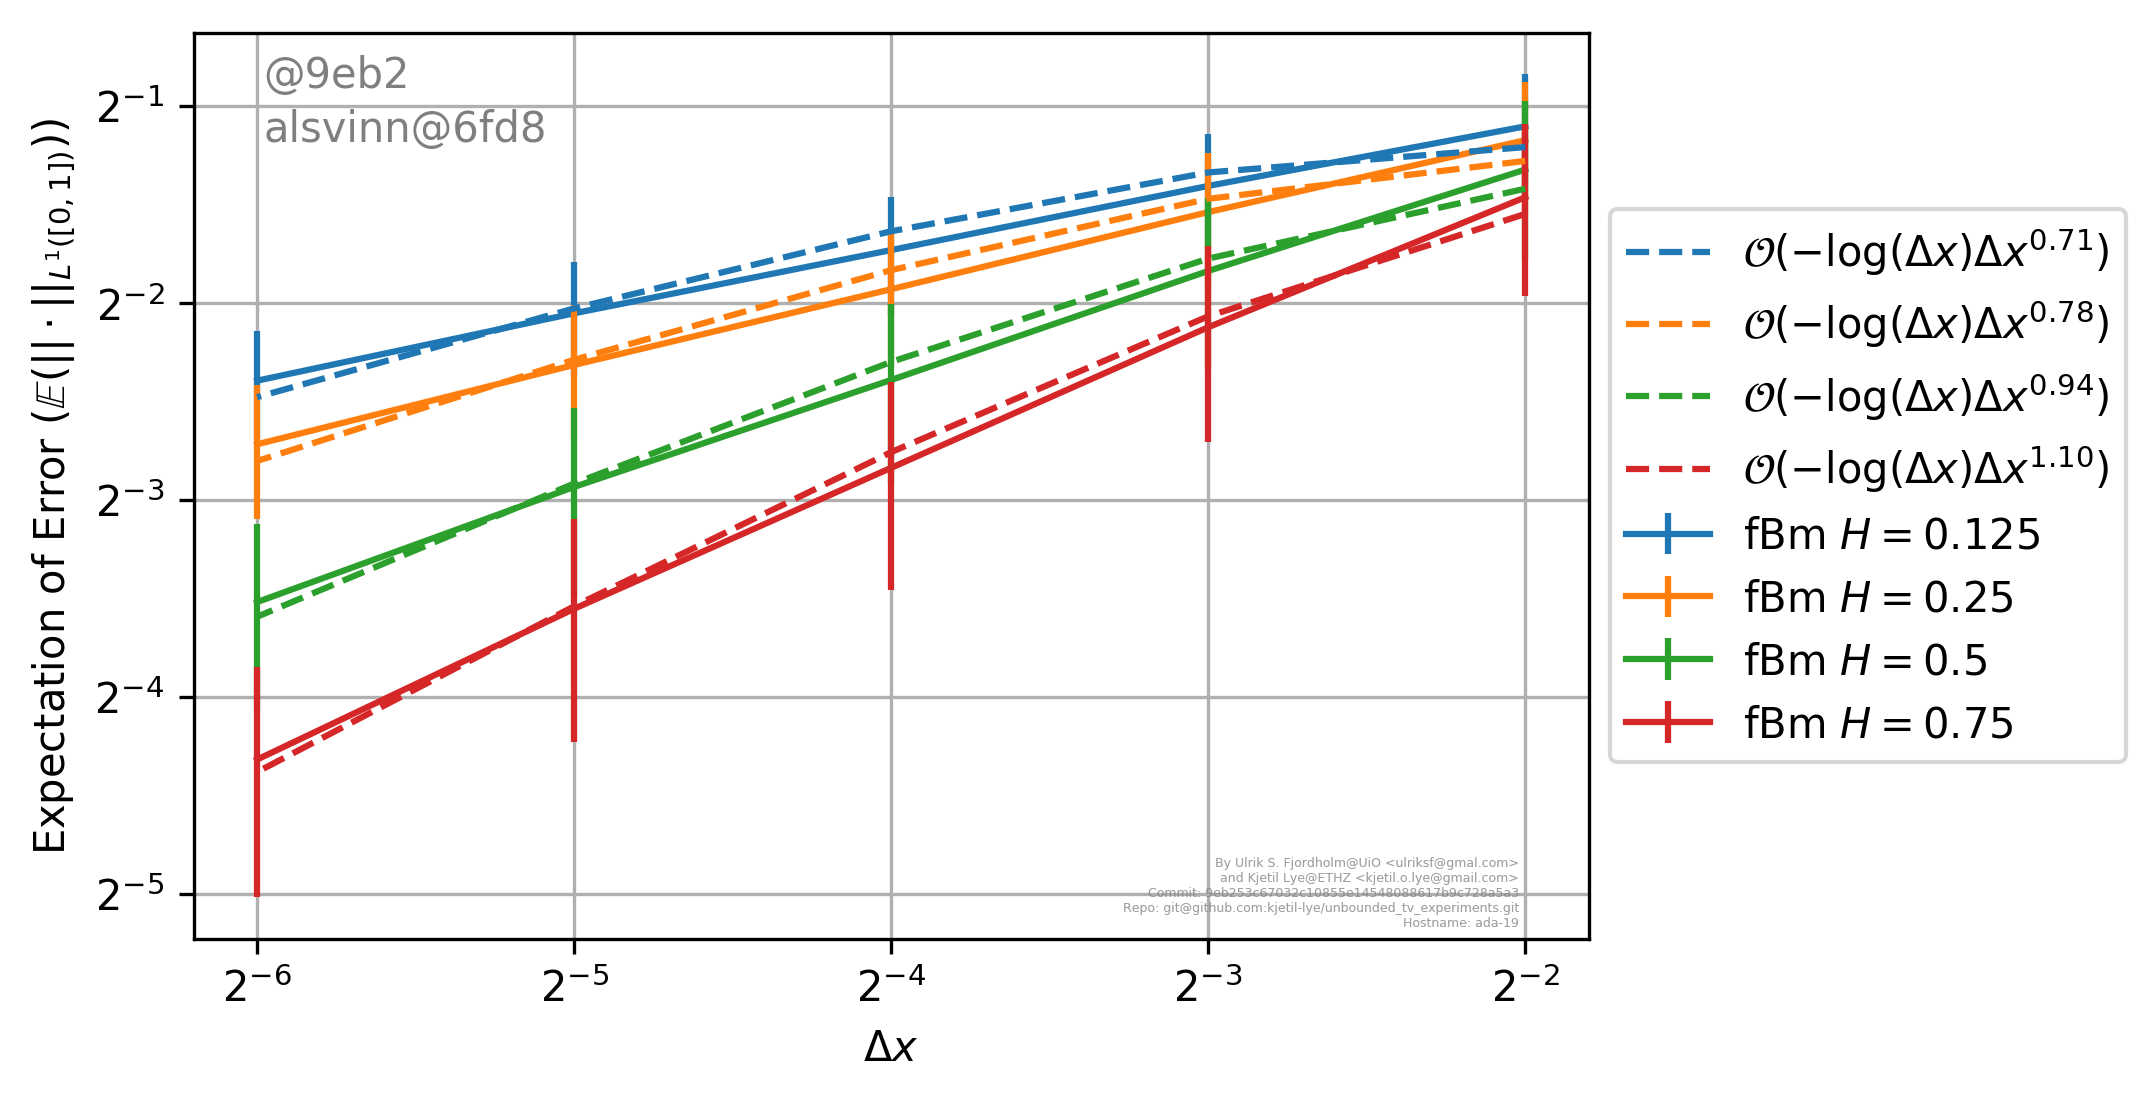 @9eb2
alsvinn@6fd8
Expectation of Error (𝔼(|| · ||_{L^1([0, 1])}))
2^{-1}
2^{-2}
2^{-3}
2^{-4}
2^{-5}
2^{-6}
2^{-5}
2^{-4}
2^{-3}
2^{-2}
Δx
By Ulrik S. Fjordholm@UiO <ulriksf@gmal.com>
and Kjetil Lye@ETHZ <kjetil.o.lye@gmail.com>
Commit: 9eb253c67032c10855e14548088617b9c728a5a3
Repo: git@github.com:kjetil-lye/unbounded_tv_experiments.git
Hostname: ada-19
𝒪(−log(Δx)Δx^{0.71})
𝒪(−log(Δx)Δx^{0.78})
𝒪(−log(Δx)Δx^{0.94})
𝒪(−log(Δx)Δx^{1.10})
fBm H = 0.125
fBm H = 0.25
fBm H = 0.5
fBm H = 0.75